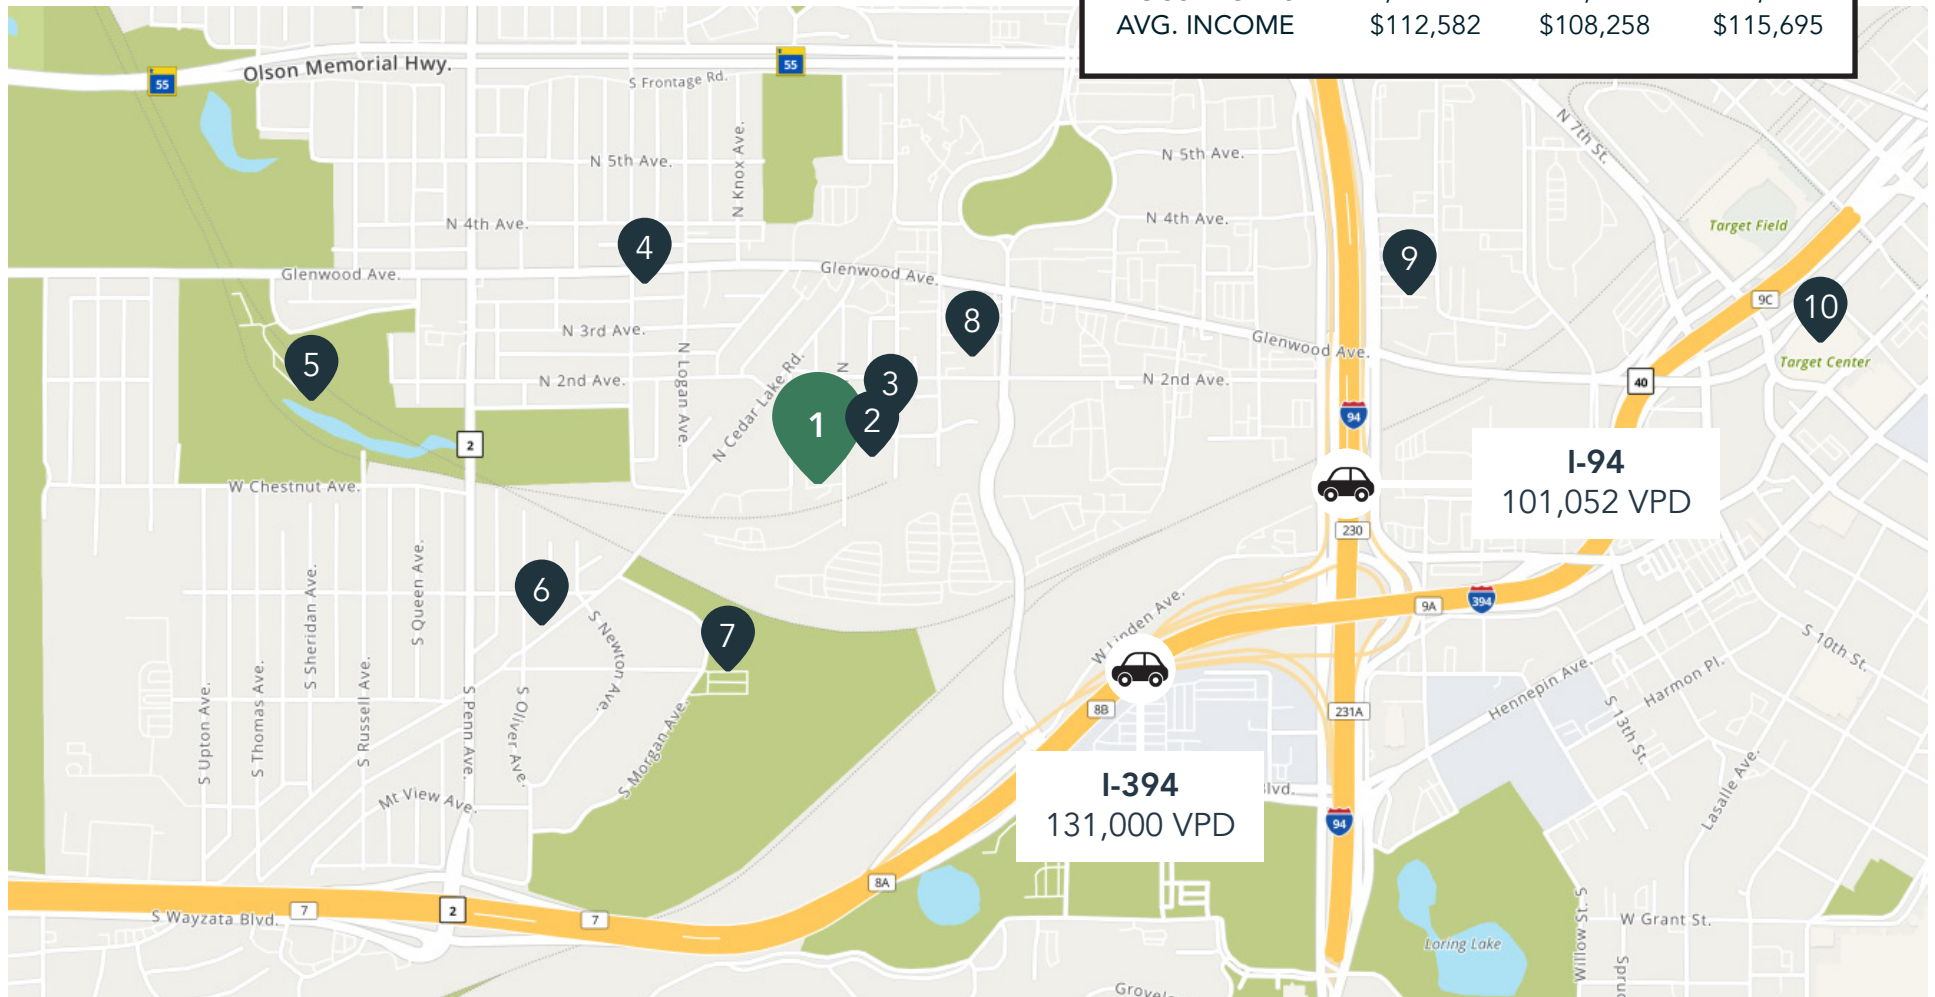 AVG. INCOME $112,582 $108,258 $115,695
55
Olson Memorial Hwy.
55
S Frontage Rd.
N 7th St.
N Knox Ave.
N 5th Ave.
N 5th Ave.
N 4th Ave.
N 4th Ave.
Target Field
4
9
Glenwood Ave.
Glenwood Ave.
9C
10
8
N 3rd Ave.
Glenwood Ave.
5
N Logan Ave.
N Cedar Lake Rd.
N
Target Center
N 2nd Ave.
3
N 2nd Ave.
40
1
2
94
2
I-94
101,052 VPD
W Chestnut Ave.
230
S Queen Ave.
S Sheridan Ave.
6
9A
394
W Linden Ave.
7
S Newton Ave.
S 10th St.
Hennepin Ave.
Harmon Pl.
S Upton Ave.
S Thomas Ave.
S Russell Ave.
S Penn Ave.
S Oliver Ave.
S Morgan Ave.
8B
231A
S 13th St.
I-394
131,000 VPD
Blvd.
Mt View Ave.
Lasalle Ave.
94
8A
S Wayzata Blvd.
7
2
7
Willow St. S
W Grant St.
Loring Lake